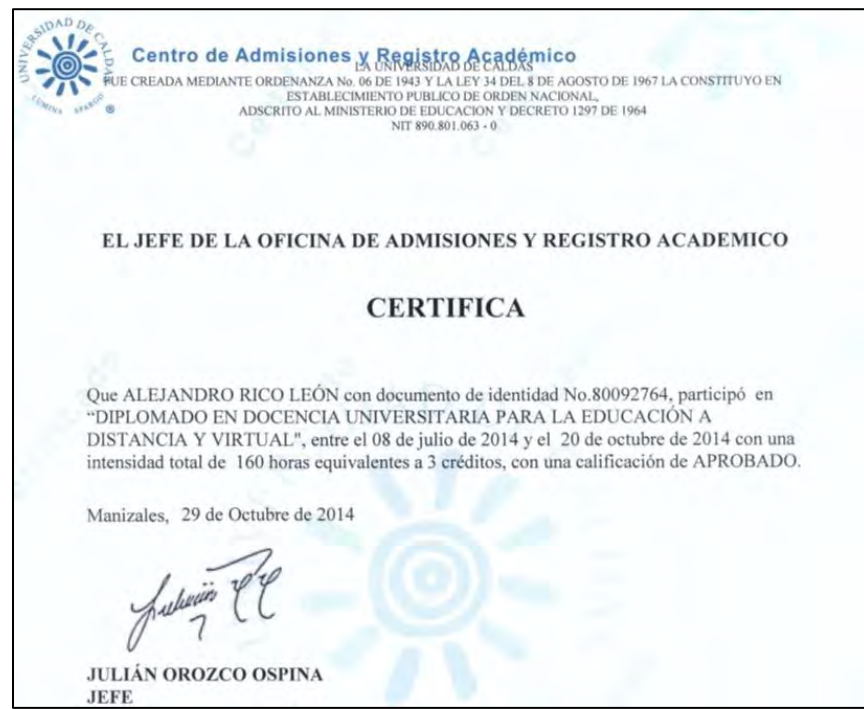 UNIVERSIDAD DE CALDAS
LUMINA SPARGO
®
Centro de Admisiones y Registro Académico
LA UNIVERSIDAD DE CALDAS
FUE CREADA MEDIANTE ORDENANZA No. 06 DE 1943 Y LA LEY 34 DEL 8 DE AGOSTO DE 1967 LA CONSTITUYO EN
ESTABLECIMIENTO PUBLICO DE ORDEN NACIONAL,
ADSCRITO AL MINISTERIO DE EDUCACION Y DECRETO 1297 DE 1964
NIT 890.801.063 - 0
EL JEFE DE LA OFICINA DE ADMISIONES Y REGISTRO ACADEMICO
CERTIFICA
Que ALEJANDRO RICO LEÓN con documento de identidad No.80092764, participó en
“DIPLOMADO EN DOCENCIA UNIVERSITARIA PARA LA EDUCACIÓN A
DISTANCIA Y VIRTUAL", entre el 08 de julio de 2014 y el 20 de octubre de 2014 con una
intensidad total de 160 horas equivalentes a 3 créditos, con una calificación de APROBADO.
Manizales, 29 de Octubre de 2014
JULIÁN OROZCO OSPINA
JEFE